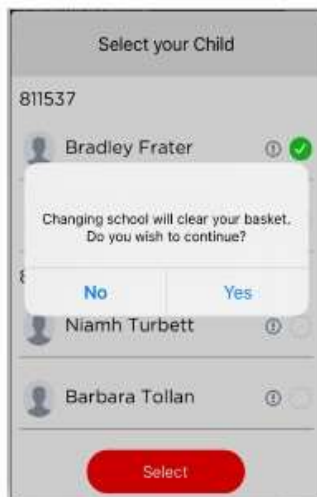 Select your Child
811537
Bradley Frater
Changing school will clear your basket.
Do you wish to continue?
8
No
Yes
Niamh Turbett
Barbara Tollan
Select